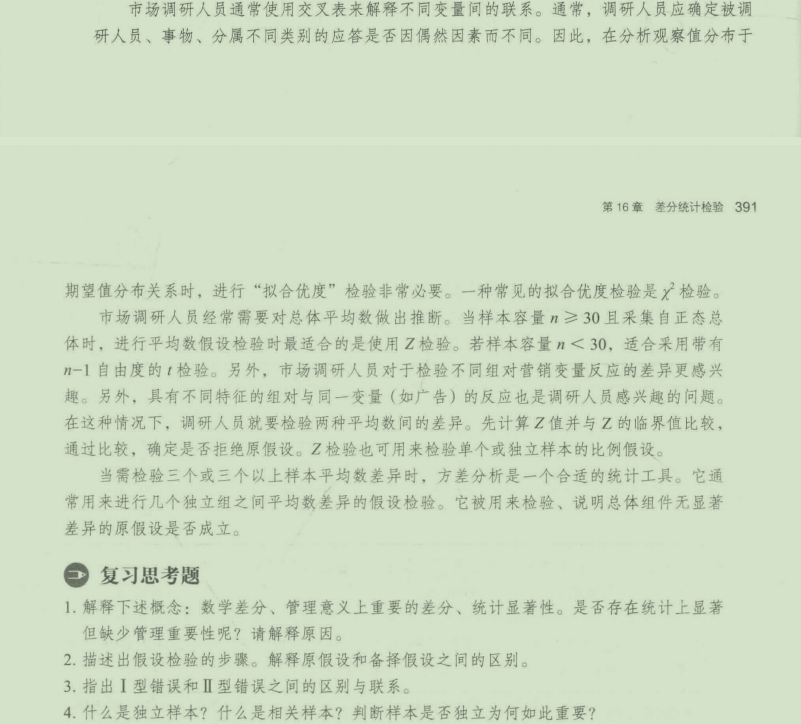 市场调研人员通常使用交叉表来解释不同变量间的联系。通常，调研人员应确定被调
研人员、事物、分属不同类别的应答是否因偶然因素而不同。因此，在分析观察值分布于
第 16 章 差分统计检验 391
期望值分布关系时，进行“拟合优度”检验非常必要。一种常见的拟合优度检验是 χ² 检验。
市场调研人员经常需要对总体平均数做出推断。当样本容量 n ≥ 30 且采集自正态总
体时，进行平均数假设检验时最适合的是使用 Z 检验。若样本容量 n < 30，适合采用带有
n−1 自由度的 t 检验。另外，市场调研人员对于检验不同组对营销变量反应的差异更感兴
趣。另外，具有不同特征的组对与同一变量（如广告）的反应也是调研人员感兴趣的问题。
在这种情况下，调研人员就要检验两种平均数间的差异。先计算 Z 值并与 Z 的临界值比较，
通过比较，确定是否拒绝原假设。Z 检验也可用来检验单个或独立样本的比例假设。
当需检验三个或三个以上样本平均数差异时，方差分析是一个合适的统计工具。它通
常用来进行几个独立组之间平均数差异的假设检验。它被用来检验、说明总体组件无显著
差异的原假设是否成立。
复习思考题
1. 解释下述概念：数学差分、管理意义上重要的差分、统计显著性。是否存在统计上显著
但缺少管理重要性呢？请解释原因。
2. 描述出假设检验的步骤。解释原假设和备择假设之间的区别。
3. 指出Ⅰ型错误和Ⅱ型错误之间的区别与联系。
4. 什么是独立样本？什么是相关样本？判断样本是否独立为何如此重要？